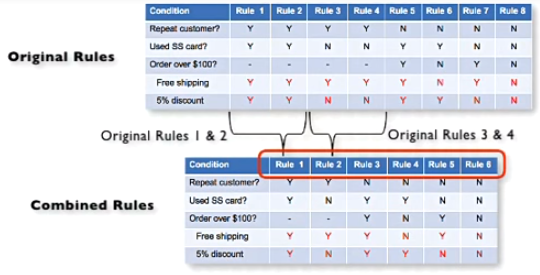 Condition Rule 1 Rule 2 Rule 3 Rule 4 Rule 5 Rule 6 Rule 7 Rule 8
Repeat customer? Y Y Y Y N N N N
Used SS card? Y Y N N Y Y N N
Original Rules
Order over $100? - - - - Y N Y N
Free shipping Y Y Y Y Y N Y N
5% discount Y Y N N Y Y N N
Original Rules 1 & 2
Original Rules 3 & 4
Condition Rule 1 Rule 2 Rule 3 Rule 4 Rule 5 Rule 6
Repeat customer? Y Y N N N N
Used SS card? Y N Y Y N N
Combined Rules
Order over $100? - - Y N Y N
Free shipping Y Y Y N Y N
5% discount Y N Y Y N N